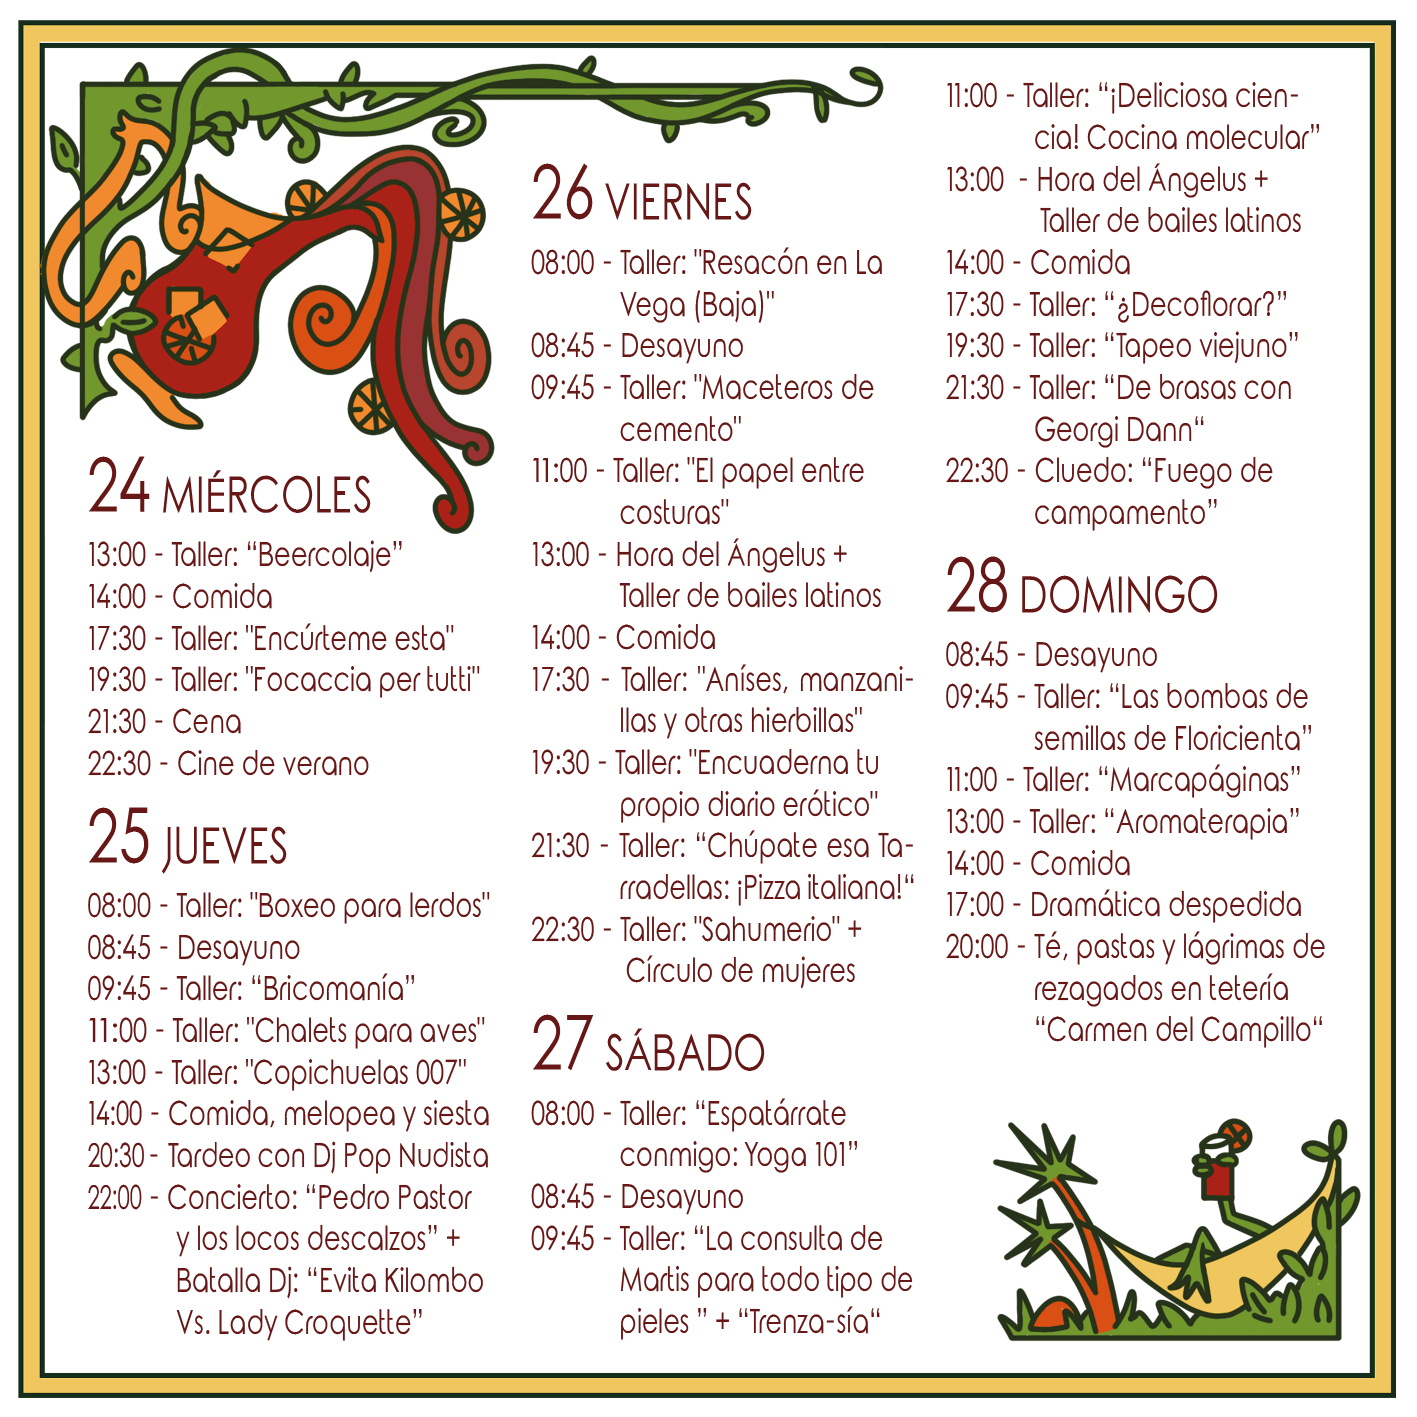 24 MIÉRCOLES
13:00 - Taller: “Beercolaje”
14:00 - Comida
17:30 - Taller: "Encúrteme esta"
19:30 - Taller: "Focaccia per tutti"
21:30 - Cena
22:30 - Cine de verano
25 JUEVES
08:00 - Taller: "Boxeo para lerdos"
08:45 - Desayuno
09:45 - Taller: “Bricomanía”
11:00 - Taller: "Chalets para aves"
13:00 - Taller: "Copichuelas 007"
14:00 - Comida, melopea y siesta
20:30 - Tardeo con Dj Pop Nudista
22:00 - Concierto: “Pedro Pastor
y los locos descalzos” +
Batalla Dj: “Evita Kilombo
Vs. Lady Croquette”
26 VIERNES
08:00 - Taller: "Resacón en La
Vega (Baja)"
08:45 - Desayuno
09:45 - Taller: "Maceteros de
cemento"
11:00 - Taller: "El papel entre
costuras"
13:00 - Hora del Ángelus +
Taller de bailes latinos
14:00 - Comida
17:30 - Taller: "Aníses, manzani-
llas y otras hierbillas"
19:30 - Taller: "Encuaderna tu
propio diario erótico"
21:30 - Taller: “Chúpate esa Ta-
rradellas: ¡Pizza italiana!“
22:30 - Taller: "Sahumerio" +
Círculo de mujeres
27 SÁBADO
08:00 - Taller: “Espatárrate
conmigo: Yoga 101”
08:45 - Desayuno
09:45 - Taller: “La consulta de
Martis para todo tipo de
pieles ” + “Trenza-sía“
11:00 - Taller: “¡Deliciosa cien-
cia! Cocina molecular”
13:00 - Hora del Ángelus +
Taller de bailes latinos
14:00 - Comida
17:30 - Taller: “¿Decoflorar?”
19:30 - Taller: “Tapeo viejuno”
21:30 - Taller: “De brasas con
Georgi Dann“
22:30 - Cluedo: “Fuego de
campamento”
28 DOMINGO
08:45 - Desayuno
09:45 - Taller: “Las bombas de
semillas de Floricienta”
11:00 - Taller: “Marcapáginas”
13:00 - Taller: “Aromaterapia”
14:00 - Comida
17:00 - Dramática despedida
20:00 - Té, pastas y lágrimas de
rezagados en tetería
“Carmen del Campillo“